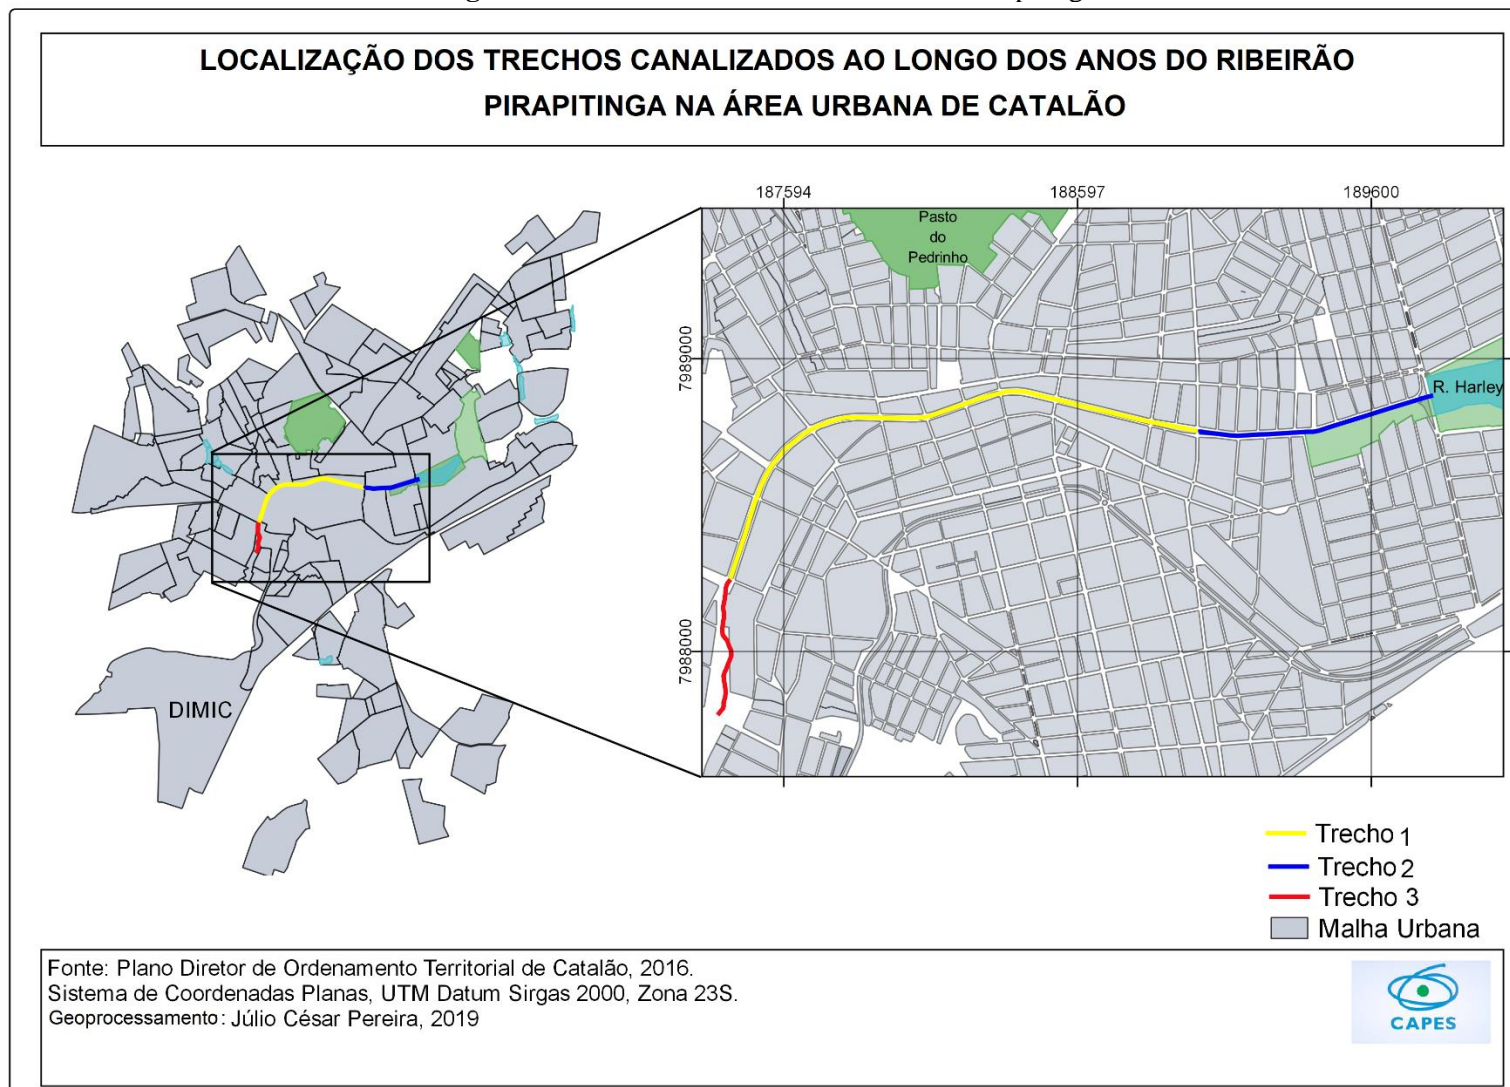 LOCALIZAÇÃO DOS TRECHOS CANALIZADOS AO LONGO DOS ANOS DO RIBEIRÃO
PIRAPITINGA NA ÁREA URBANA DE CATALÃO
187594
188597
189600
Pasto
do
Pedrinho
7989000
R. Harley
7988000
DIMIC
Trecho 1
Trecho 2
Trecho 3
Malha Urbana
Fonte: Plano Diretor de Ordenamento Territorial de Catalão, 2016.
Sistema de Coordenadas Planas, UTM Datum Sirgas 2000, Zona 23S.
Geoprocessamento: Júlio César Pereira, 2019
CAPES